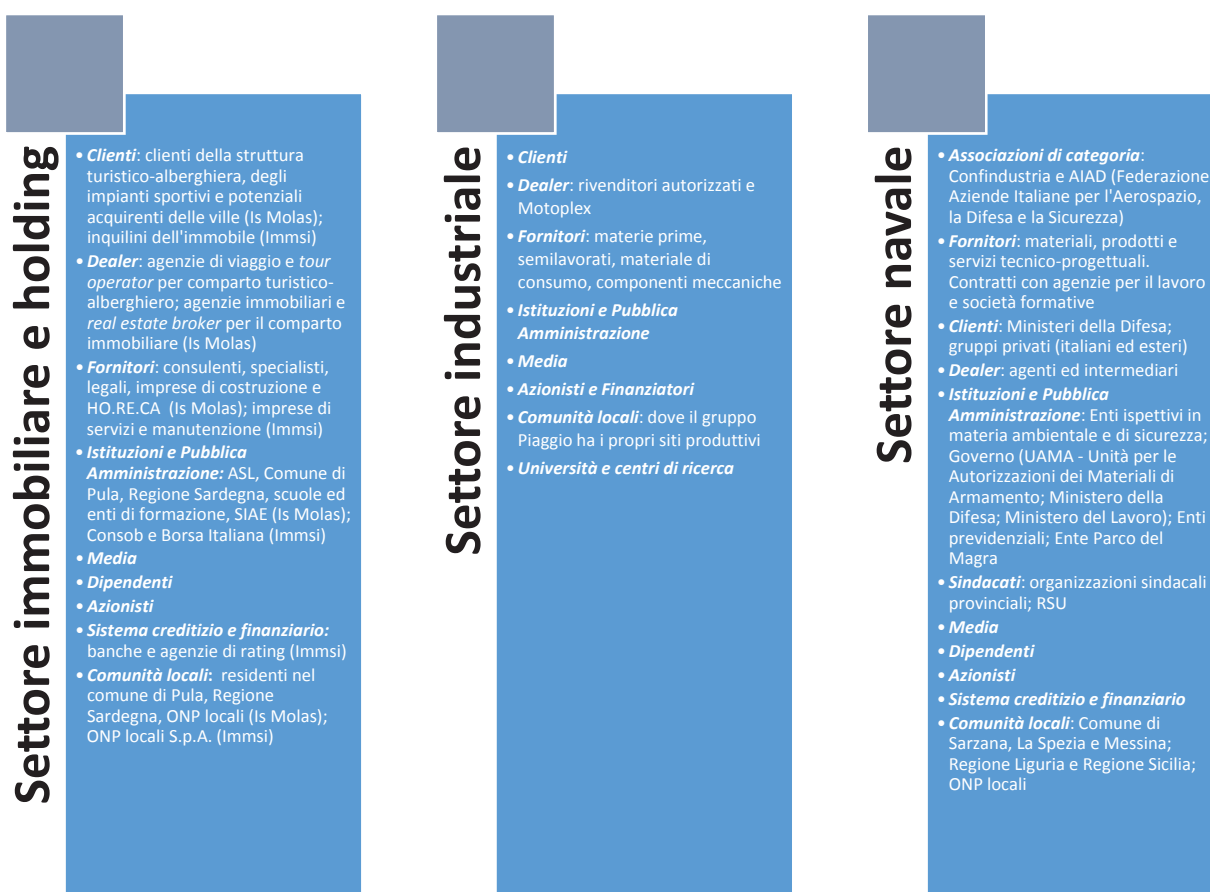 Settore immobiliare e holding
• Clienti: clienti della struttura
turistico-alberghiera, degli
impianti sportivi e potenziali
acquirenti delle ville (Is Molas);
inquilini dell'immobile (Immsi)
• Dealer: agenzie di viaggio e tour
operator per comparto turistico-
alberghiero; agenzie immobiliari e
real estate broker per il comparto
immobiliare (Is Molas)
• Fornitori: consulenti, specialisti,
legali, imprese di costruzione e
HO.RE.CA (Is Molas); imprese di
servizi e manutenzione (Immsi)
• Istituzioni e Pubblica
Amministrazione: ASL, Comune di
Pula, Regione Sardegna, scuole ed
enti di formazione, SIAE (Is Molas);
Consob e Borsa Italiana (Immsi)
• Media
• Dipendenti
• Azionisti
• Sistema creditizio e finanziario:
banche e agenzie di rating (Immsi)
• Comunità locali: residenti nel
comune di Pula, Regione
Sardegna, ONP locali (Is Molas);
ONP locali S.p.A. (Immsi)
Settore industriale
• Clienti
• Dealer: rivenditori autorizzati e
Motoplex
• Fornitori: materie prime,
semilavorati, materiale di
consumo, componenti meccaniche
• Istituzioni e Pubblica
Amministrazione
• Media
• Azionisti e Finanziatori
• Comunità locali: dove il gruppo
Piaggio ha i propri siti produttivi
• Università e centri di ricerca
Settore navale
• Associazioni di categoria:
Confindustria e AIAD (Federazione
Aziende Italiane per l'Aerospazio,
la Difesa e la Sicurezza)
• Fornitori: materiali, prodotti e
servizi tecnico-progettuali.
Contratti con agenzie per il lavoro
e società formative
• Clienti: Ministeri della Difesa;
gruppi privati (italiani ed esteri)
• Dealer: agenti ed intermediari
• Istituzioni e Pubblica
Amministrazione: Enti ispettivi in
materia ambientale e di sicurezza;
Governo (UAMA - Unità per le
Autorizzazioni dei Materiali di
Armamento; Ministero della
Difesa; Ministero del Lavoro); Enti
previdenziali; Ente Parco del
Magra
• Sindacati: organizzazioni sindacali
provinciali; RSU
• Media
• Dipendenti
• Azionisti
• Sistema creditizio e finanziario
• Comunità locali: Comune di
Sarzana, La Spezia e Messina;
Regione Liguria e Regione Sicilia;
ONP locali